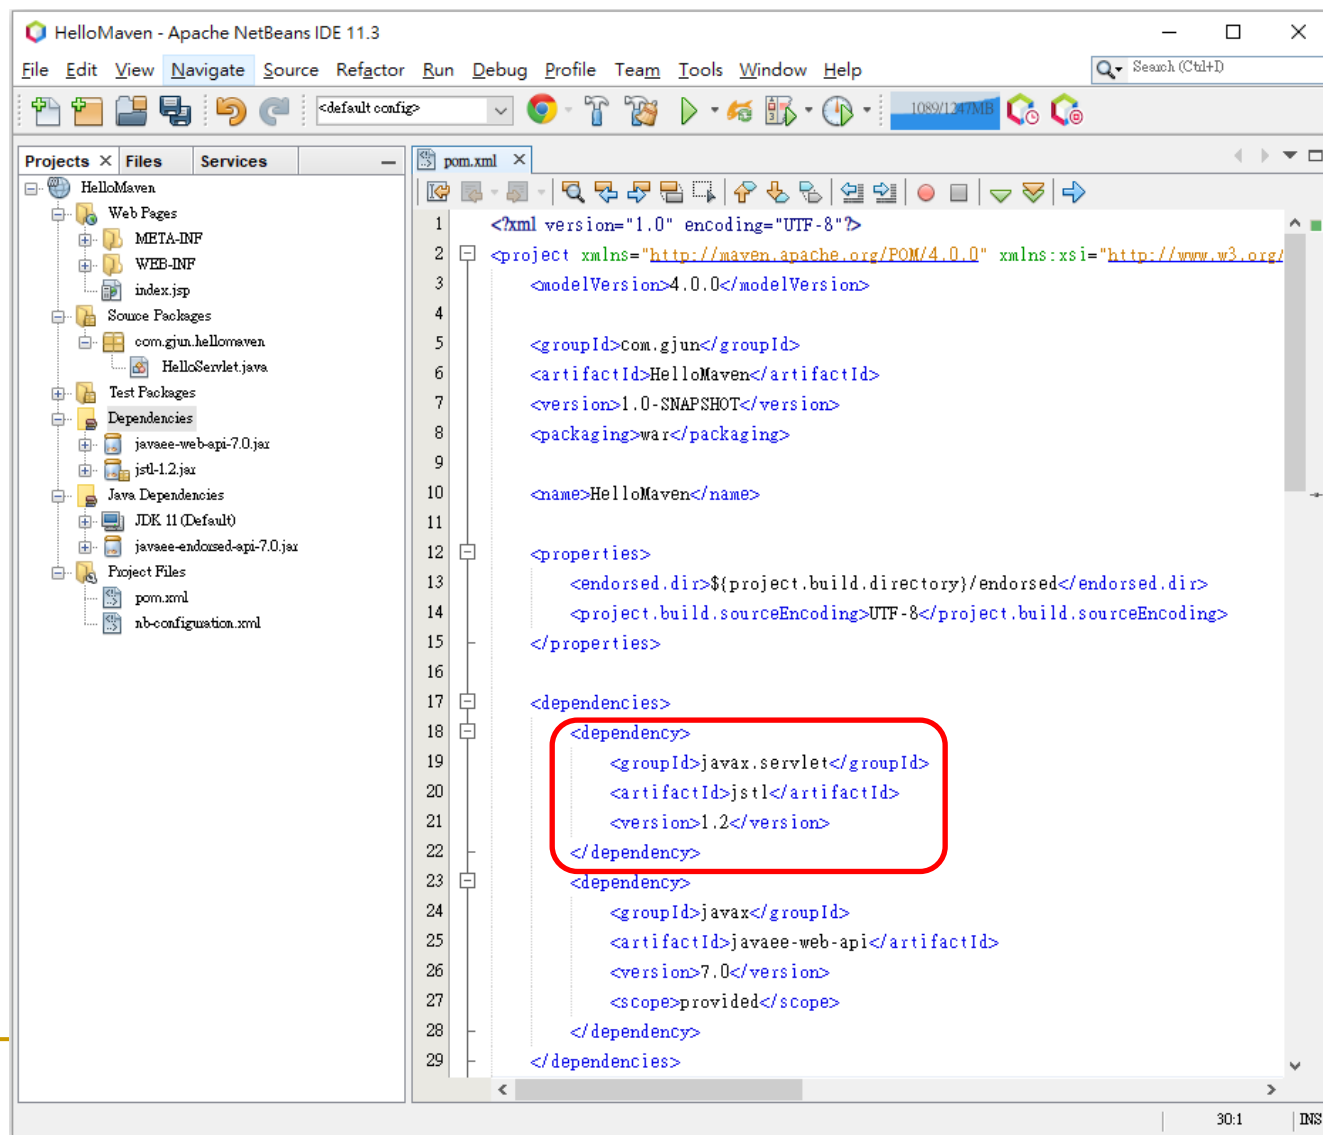 HelloMaven - Apache NetBeans IDE 11.3
File Edit View Navigate Source Refactor Run Debug Profile Team Tools Window Help
Search (Ctrl+I)
<default config>
1089/1247MB
Projects Files Services
HelloMaven
Web Pages
META-INF
WEB-INF
index.jsp
Source Packages
com.gjun.hellomaven
HelloServlet.java
Test Packages
Dependencies
javaee-web-api-7.0.jar
jstl-1.2.jar
Java Dependencies
JDK 11 (Default)
javaee-endorsed-api-7.0.jar
Project Files
pom.xml
nb-configuration.xml
pom.xml
1 <?xml version="1.0" encoding="UTF-8"?>
2 <project xmlns="http://maven.apache.org/POM/4.0.0" xmlns:xsi="http://www.w3.org/
3 <modelVersion>4.0.0</modelVersion>
4
5 <groupId>com.gjun</groupId>
6 <artifactId>HelloMaven</artifactId>
7 <version>1.0-SNAPSHOT</version>
8 <packaging>war</packaging>
9
10 <name>HelloMaven</name>
11
12 <properties>
13 <endorsed.dir>${project.build.directory}/endorsed</endorsed.dir>
14 <project.build.sourceEncoding>UTF-8</project.build.sourceEncoding>
15 </properties>
16
17 <dependencies>
18 <dependency>
19 <groupId>javax.servlet</groupId>
20 <artifactId>jstl</artifactId>
21 <version>1.2</version>
22 </dependency>
23 <dependency>
24 <groupId>javax</groupId>
25 <artifactId>javaee-web-api</artifactId>
26 <version>7.0</version>
27 <scope>provided</scope>
28 </dependency>
29 </dependencies>
30:1 INS